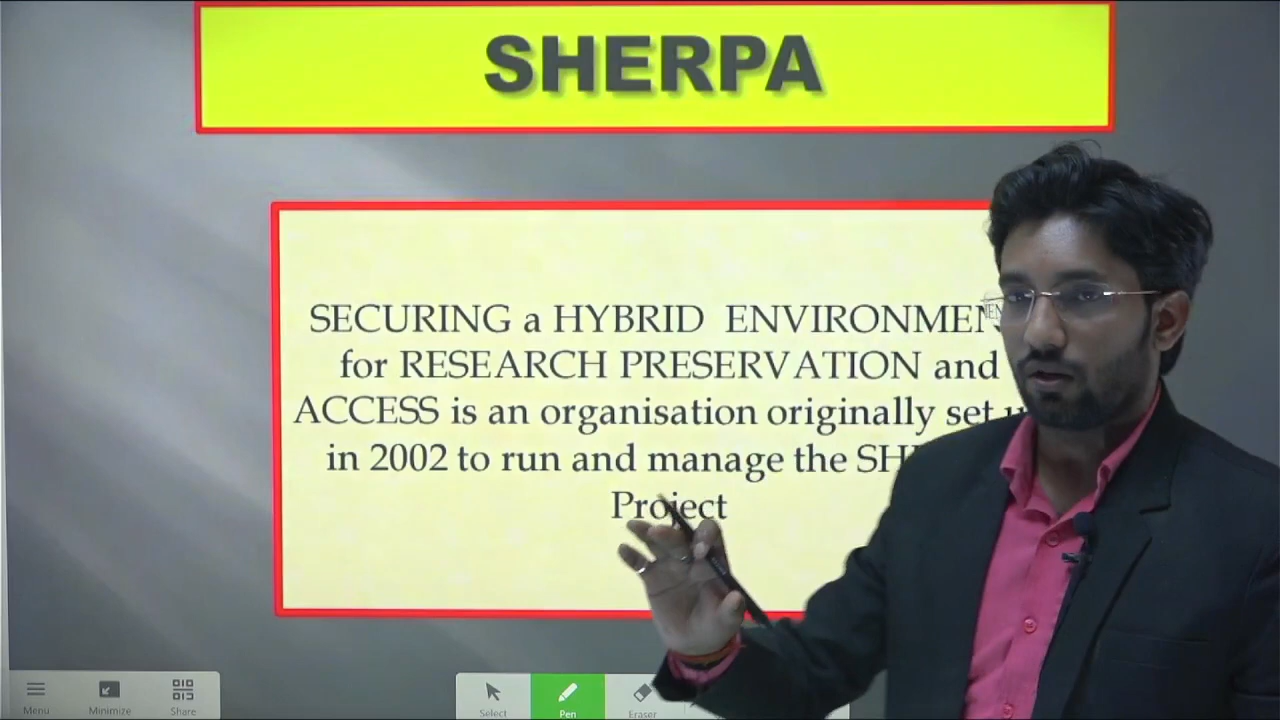 SHERPA
SECURING a HYBRID ENVIRONMEN
for RESEARCH PRESERVATION and
ACCESS is an organisation originally set
in 2002 to run and manage the
Project
Menu
Minimize
Share
Select
Pen
Eraser